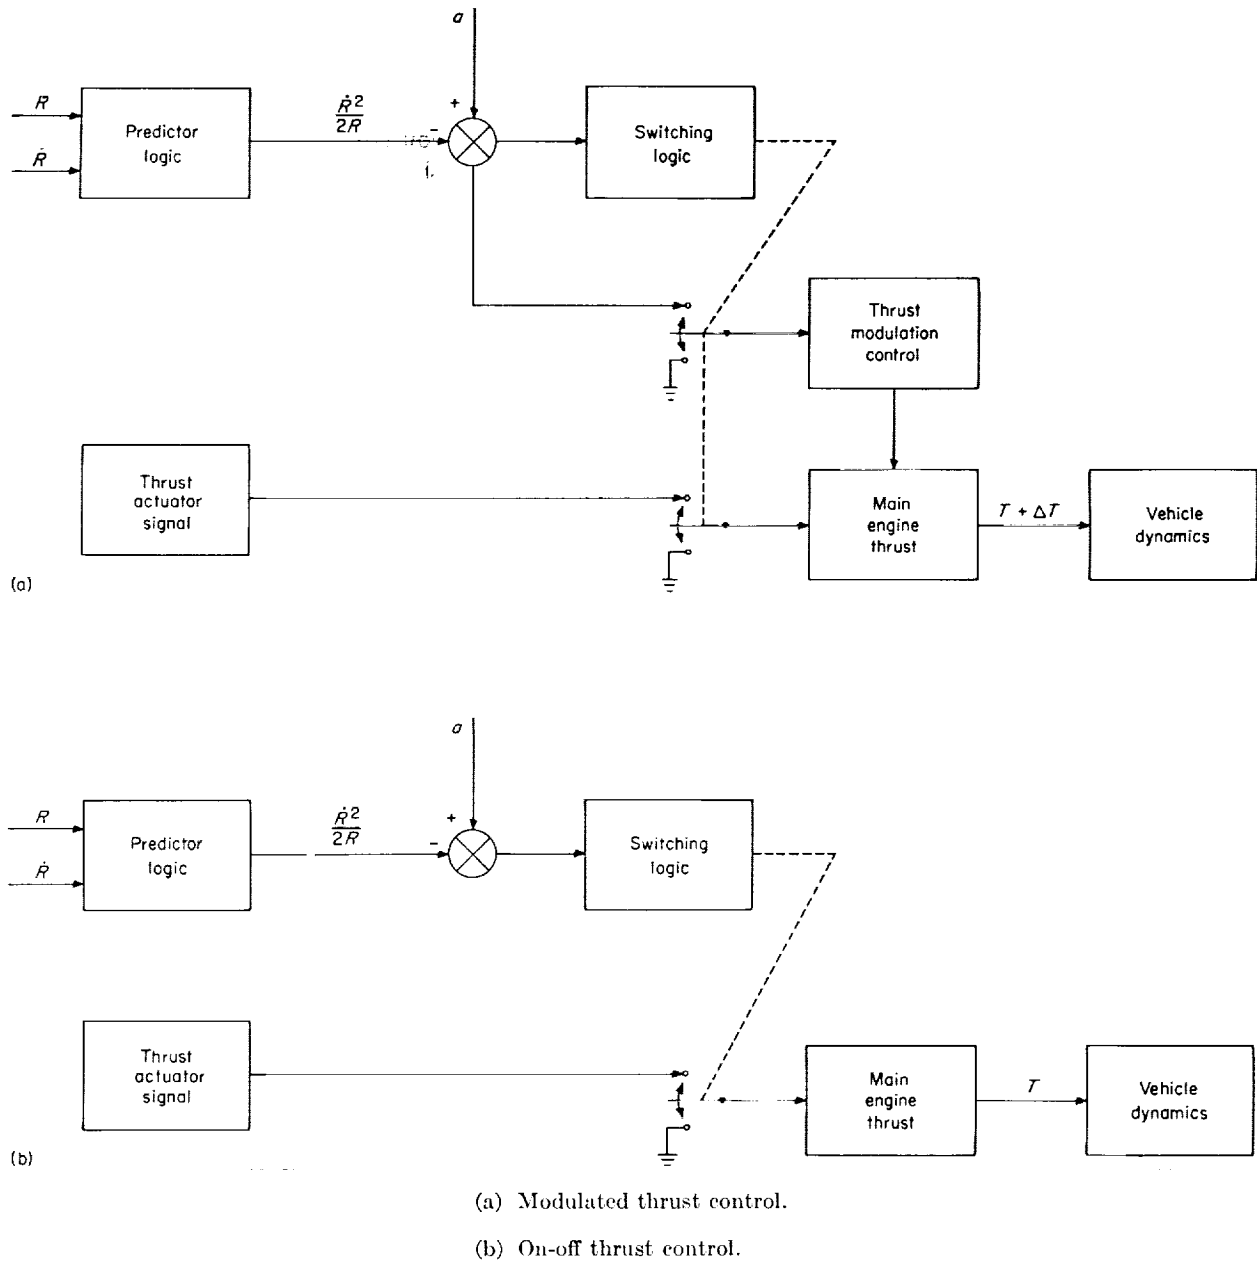 a
R
Ṙ
Predictor
logic
Ṙ²
2R
+
-
Switching
logic
Thrust
modulation
control
Thrust
actuator
signal
Main
engine
thrust
T + ΔT
Vehicle
dynamics
(a)
a
R
Ṙ
Predictor
logic
Ṙ²
2R
+
-
Switching
logic
Thrust
actuator
signal
Main
engine
thrust
T
Vehicle
dynamics
(b)
(a) Modulated thrust control.
(b) On-off thrust control.